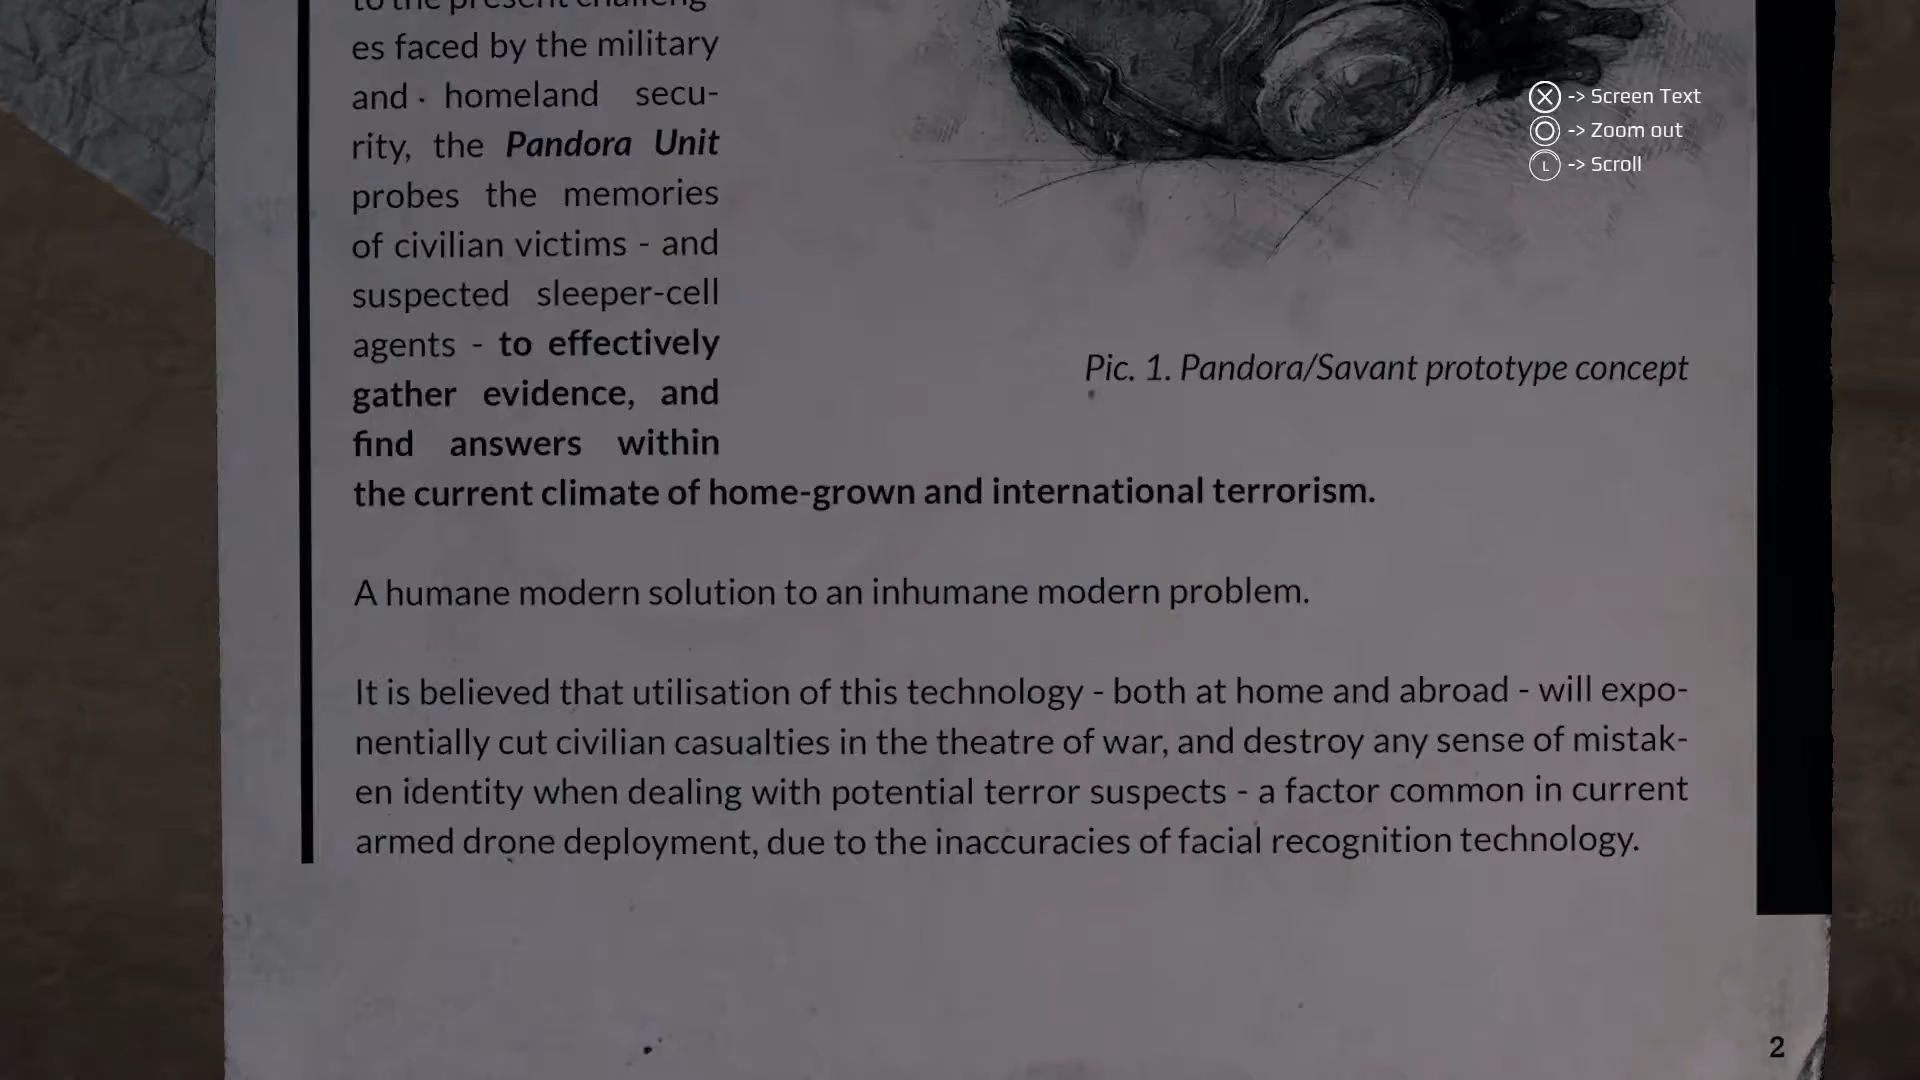 to the present challeng-
es faced by the military
and homeland secu-
rity, the Pandora Unit
probes the memories
of civilian victims - and
suspected sleeper-cell
agents - to effectively
gather evidence, and
find answers within
the current climate of home-grown and international terrorism.
A humane modern solution to an inhumane modern problem.
It is believed that utilisation of this technology - both at home and abroad - will expo-
nentially cut civilian casualties in the theatre of war, and destroy any sense of mistak-
en identity when dealing with potential terror suspects - a factor common in current
armed drone deployment, due to the inaccuracies of facial recognition technology.
Pic. 1. Pandora/Savant prototype concept
-> Screen Text
-> Zoom out
L -> Scroll
2